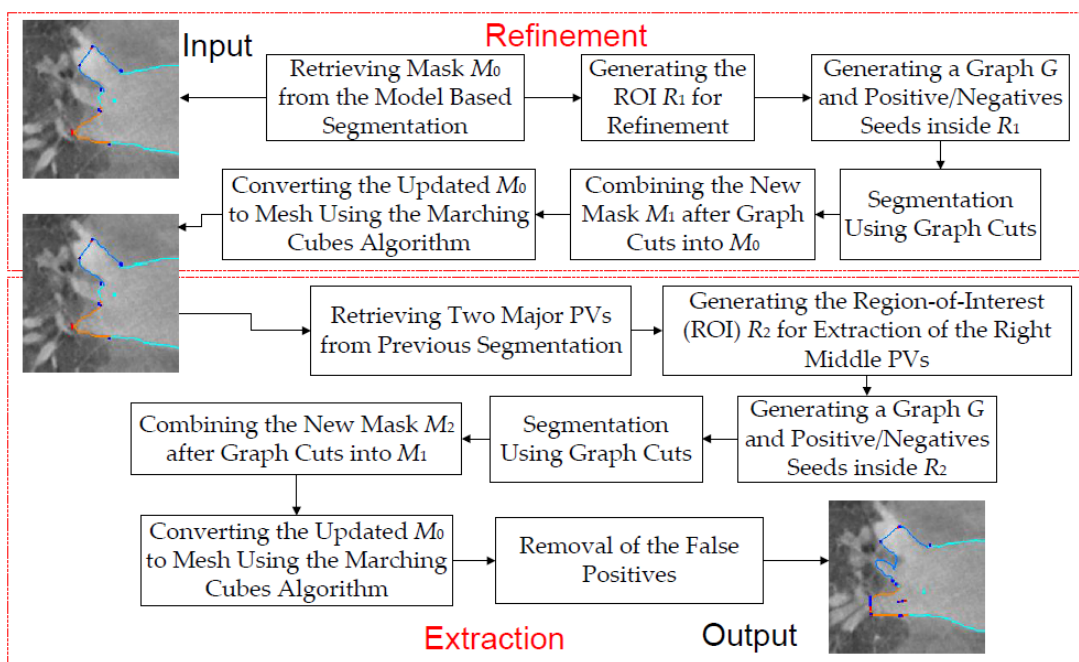 Input
Refinement
Retrieving Mask M0
from the Model Based
Segmentation
Generating the
ROI R1 for
Refinement
Generating a Graph G
and Positive/Negatives
Seeds inside R1
Segmentation
Using Graph Cuts
Combining the New
Mask M1 after Graph
Cuts into M0
Converting the Updated M0
to Mesh Using the Marching
Cubes Algorithm
Retrieving Two Major PVs
from Previous Segmentation
Generating the Region-of-Interest
(ROI) R2 for Extraction of the Right
Middle PVs
Generating a Graph G
and Positive/Negatives
Seeds inside R2
Segmentation
Using Graph Cuts
Combining the New Mask M2
after Graph Cuts into M1
Converting the Updated M0
to Mesh Using the Marching
Cubes Algorithm
Removal of the False
Positives
Extraction
Output